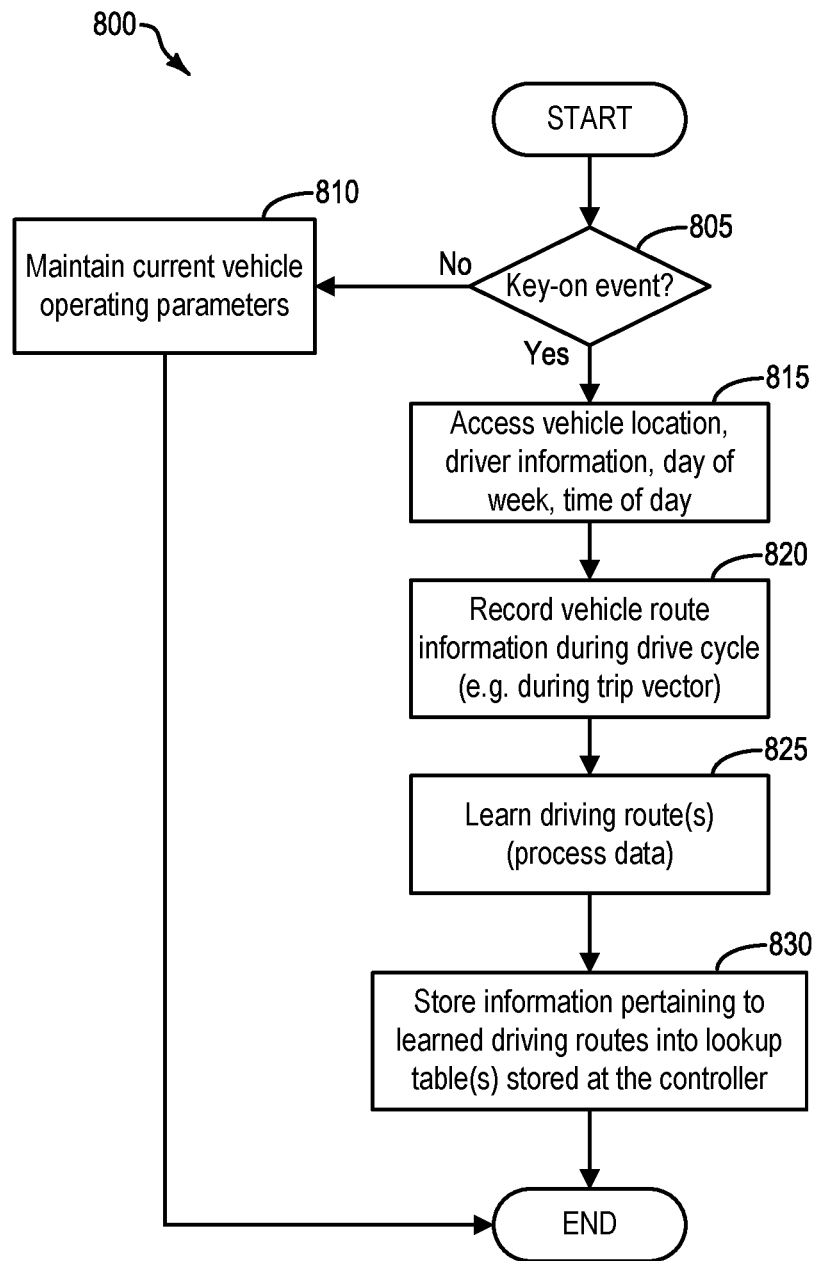 800
START
805
Key-on event?
No
Yes
810
Maintain current vehicle
operating parameters
815
Access vehicle location,
driver information, day of
week, time of day
820
Record vehicle route
information during drive cycle
(e.g. during trip vector)
825
Learn driving route(s)
(process data)
830
Store information pertaining to
learned driving routes into lookup
table(s) stored at the controller
END